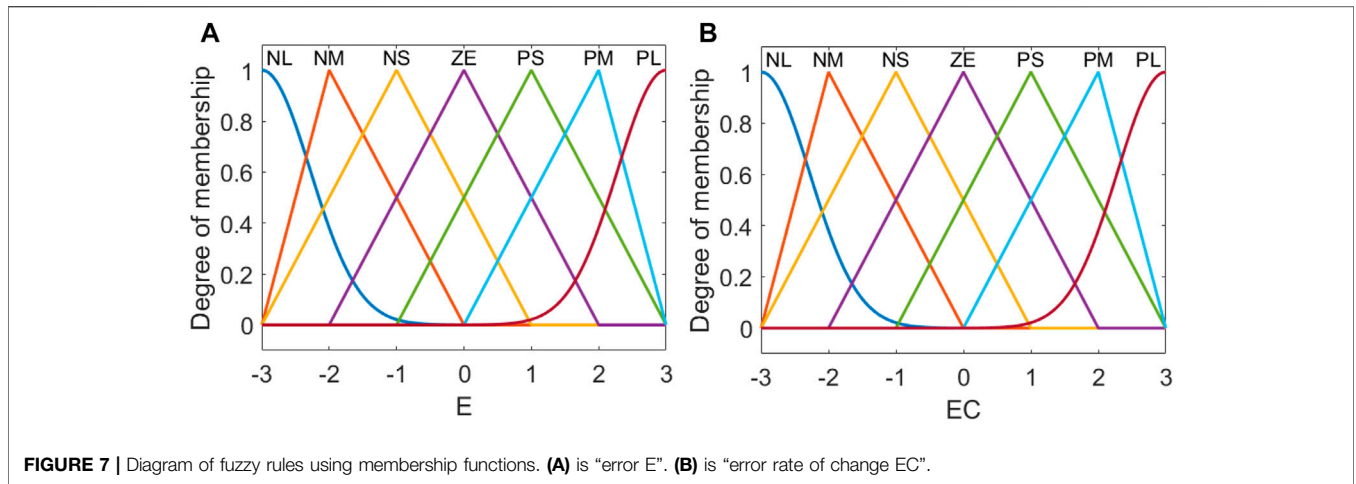 A
NL NM NS ZE PS PM PL
1
0.8
0.6
0.4
0.2
0
Degree of membership
-3 -2 -1 0 1 2 3
E
B
NL NM NS ZE PS PM PL
1
0.8
0.6
0.4
0.2
0
Degree of membership
-3 -2 -1 0 1 2 3
EC
FIGURE 7 | Diagram of fuzzy rules using membership functions. (A) is “error E”. (B) is “error rate of change EC”.